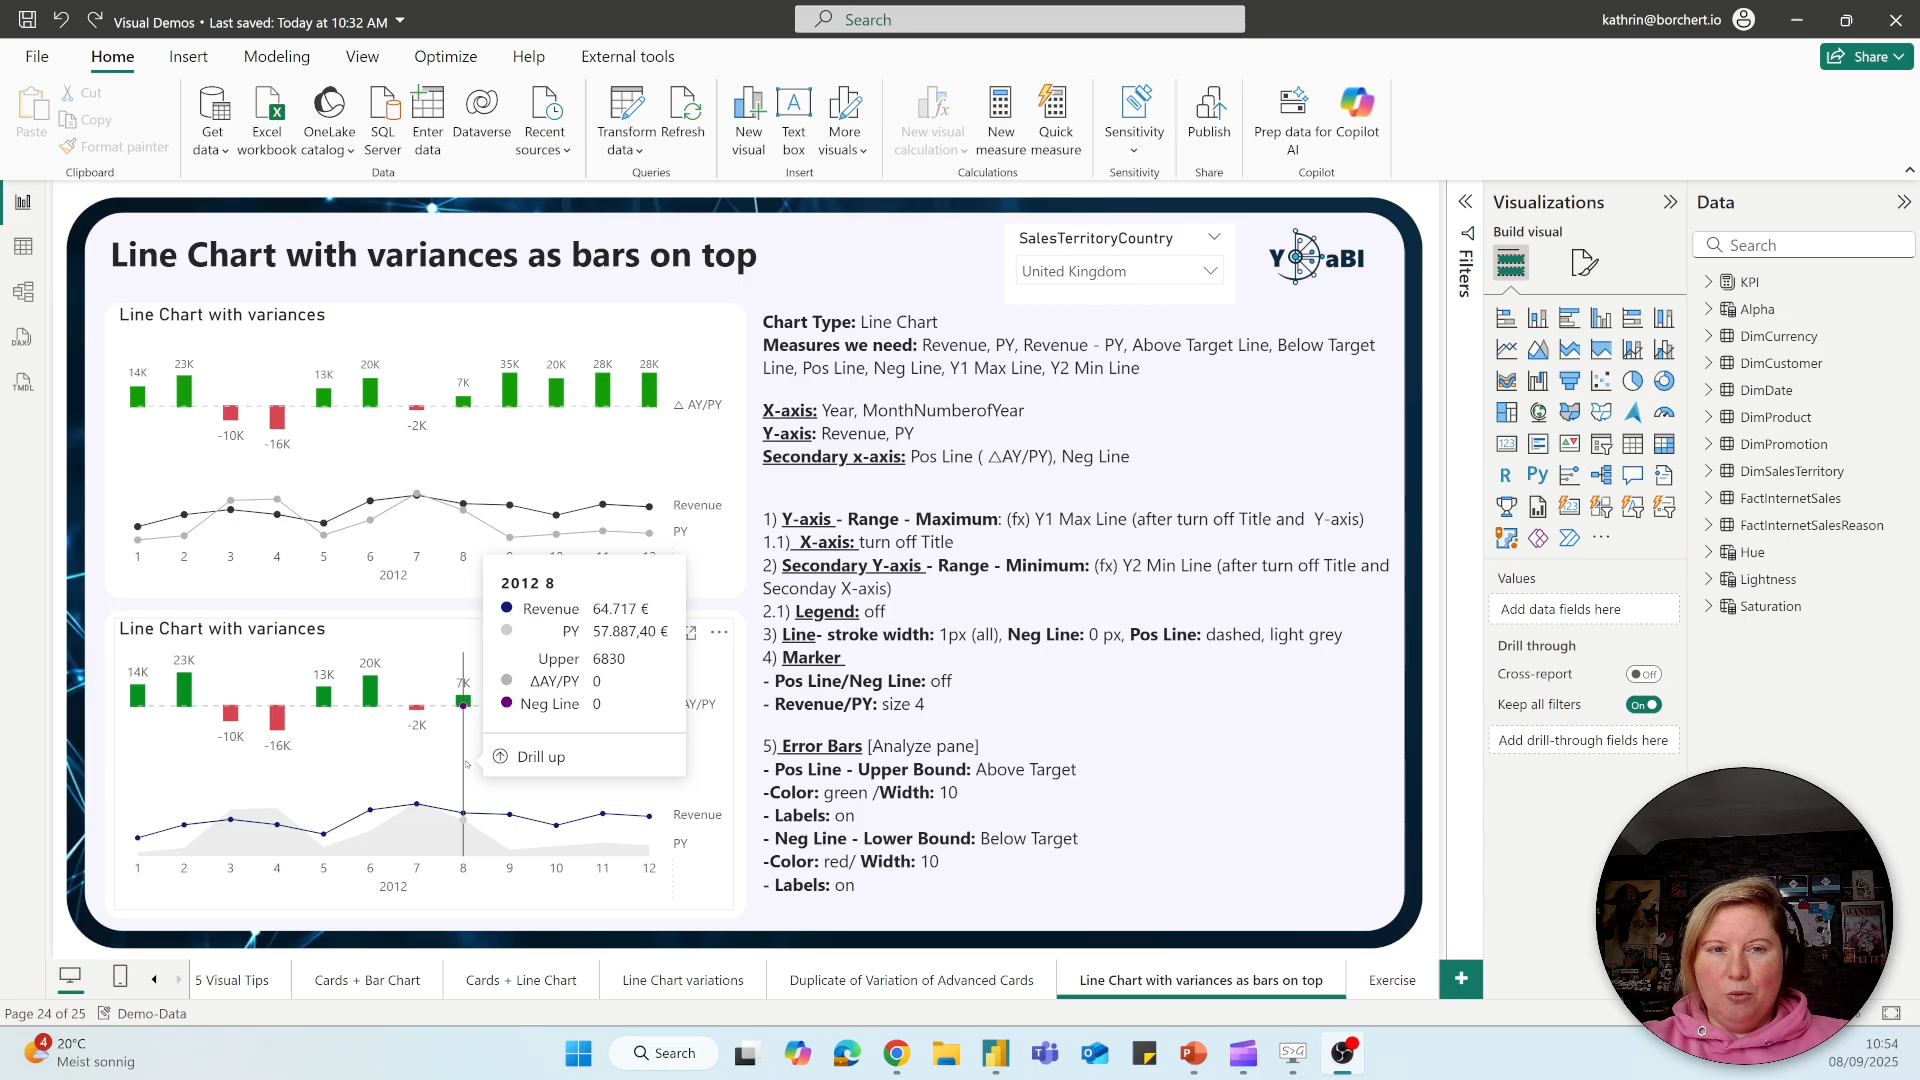 Visual Demos • Last saved: Today at 10:32 AM
Search
kathrin@borchert.io
File
Home
Insert
Modeling
View
Optimize
Help
External tools
Share
Paste
Cut
Copy
Format painter
Clipboard
Get data
Excel workbook
OneLake catalog
SQL Server
Enter data
Dataverse
Recent sources
Data
Transform data
Refresh
Queries
New visual
Text box
More visuals
Insert
New visual calculation
New measure
Quick measure
Calculations
Sensitivity
Sensitivity
Publish
Share
Prep data for AI
Copilot
Copilot
TMDL
Line Chart with variances as bars on top
SalesTerritoryCountry
United Kingdom
Line Chart with variances
14K 23K -10K -16K 13K 20K -2K 7K 35K 20K 28K 28K
△ AY/PY
Revenue
PY
1 2 3 4 5 6 7 8 9
2012
Line Chart with variances
14K 23K -10K -16K 13K 20K -2K 7K
AY/PY
Revenue
PY
1 2 3 4 5 6 7 8 9 10 11 12
2012
2012 8
Revenue 64.717 €
PY 57.887,40 €
Upper 6830
ΔAY/PY 0
Neg Line 0
Drill up
Chart Type: Line Chart
Measures we need: Revenue, PY, Revenue - PY, Above Target Line, Below Target
Line, Pos Line, Neg Line, Y1 Max Line, Y2 Min Line
X-axis: Year, MonthNumberofYear
Y-axis: Revenue, PY
Secondary x-axis: Pos Line ( △AY/PY), Neg Line
1) Y-axis - Range - Maximum: (fx) Y1 Max Line (after turn off Title and Y-axis)
1.1) X-axis: turn off Title
2) Secondary Y-axis - Range - Minimum: (fx) Y2 Min Line (after turn off Title and
Seconday X-axis)
2.1) Legend: off
3) Line- stroke width: 1px (all), Neg Line: 0 px, Pos Line: dashed, light grey
4) Marker
- Pos Line/Neg Line: off
- Revenue/PY: size 4
5) Error Bars [Analyze pane]
- Pos Line - Upper Bound: Above Target
-Color: green /Width: 10
- Labels: on
- Neg Line - Lower Bound: Below Target
-Color: red/ Width: 10
- Labels: on
Filters
Visualizations
Build visual
123
R
Py
Values
Add data fields here
Drill through
Cross-report
Off
Keep all filters
On
Add drill-through fields here
Data
Search
KPI
Alpha
DimCurrency
DimCustomer
DimDate
DimProduct
DimPromotion
DimSalesTerritory
FactInternetSales
FactInternetSalesReason
Hue
Lightness
Saturation
5 Visual Tips
Cards + Bar Chart
Cards + Line Chart
Line Chart variations
Duplicate of Variation of Advanced Cards
Line Chart with variances as bars on top
Exercise
Page 24 of 25
Demo-Data
4
20°C
Meist sonnig
Search
10:54
08/09/2025